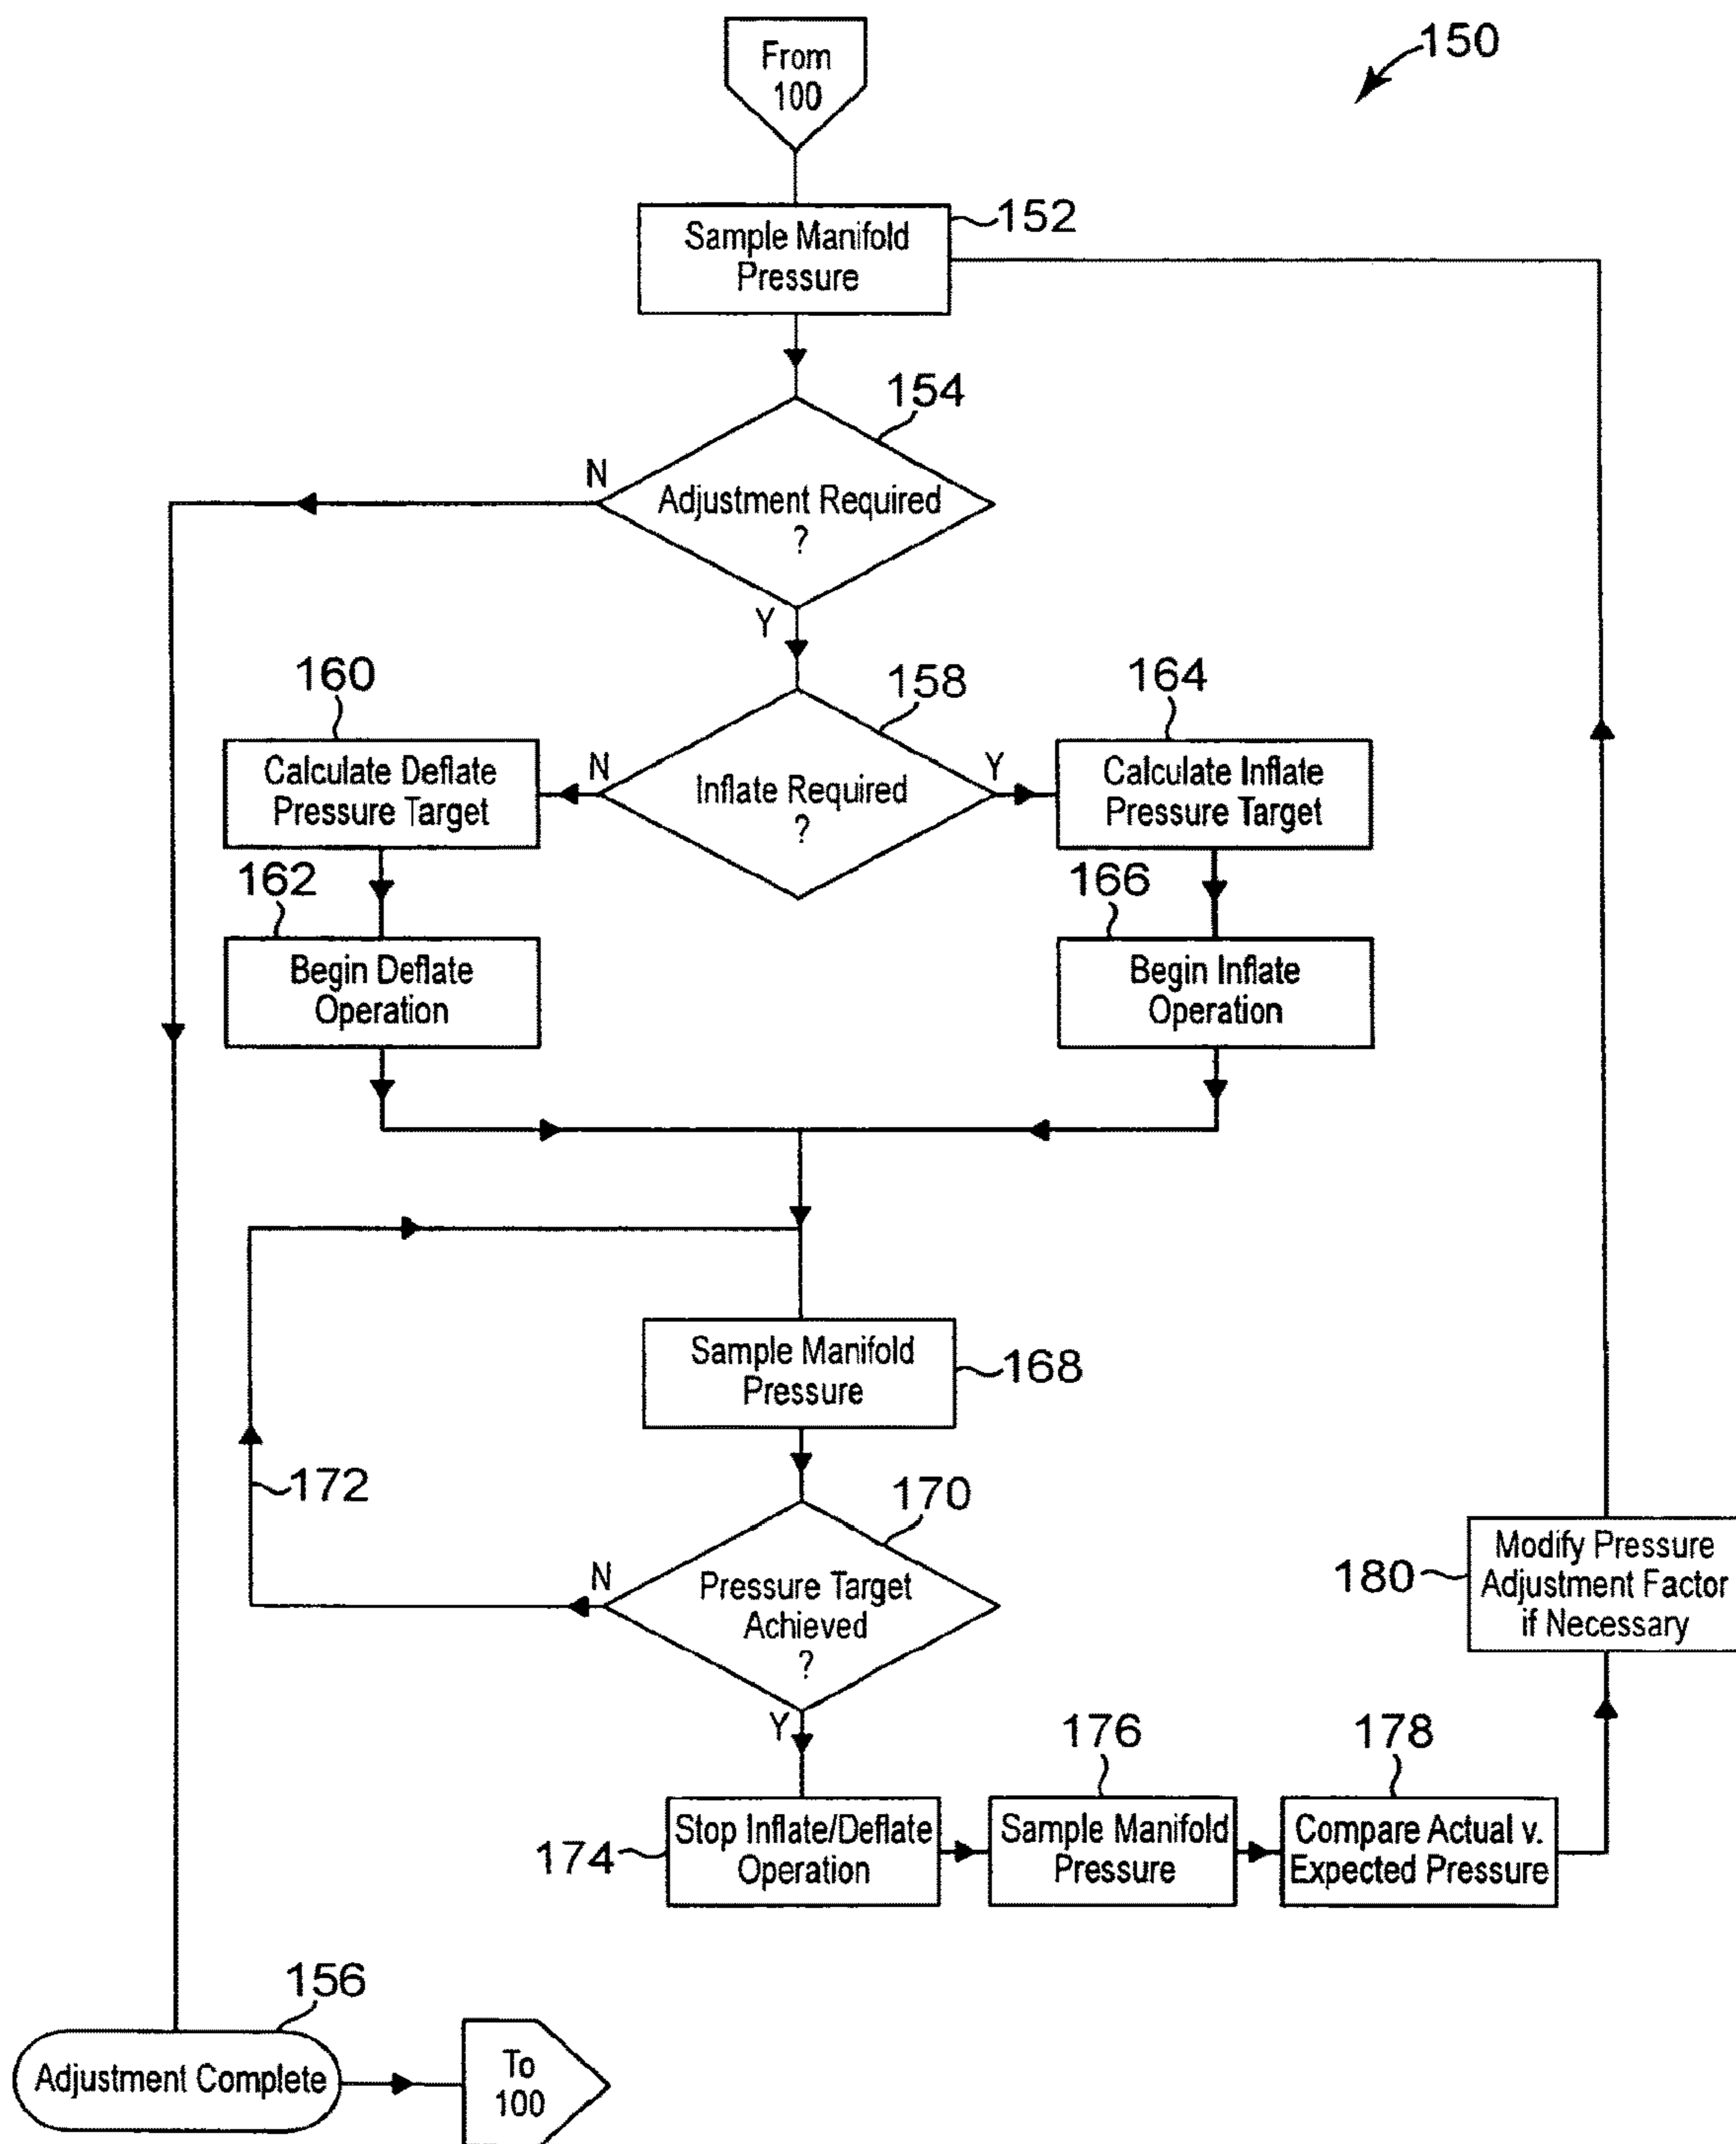 From
100
150
Sample Manifold
Pressure
152
154
N
Adjustment Required
?
Y
160
158
164
Calculate Deflate
Pressure Target
N
Inflate Required
?
Y
Calculate Inflate
Pressure Target
162
166
Begin Deflate
Operation
Begin Inflate
Operation
Sample Manifold
Pressure
168
172
170
N
Pressure Target
Achieved
?
Y
180
Modify Pressure
Adjustment Factor
if Necessary
176
178
174
Stop Inflate/Deflate
Operation
Sample Manifold
Pressure
Compare Actual v.
Expected Pressure
156
Adjustment Complete
To
100